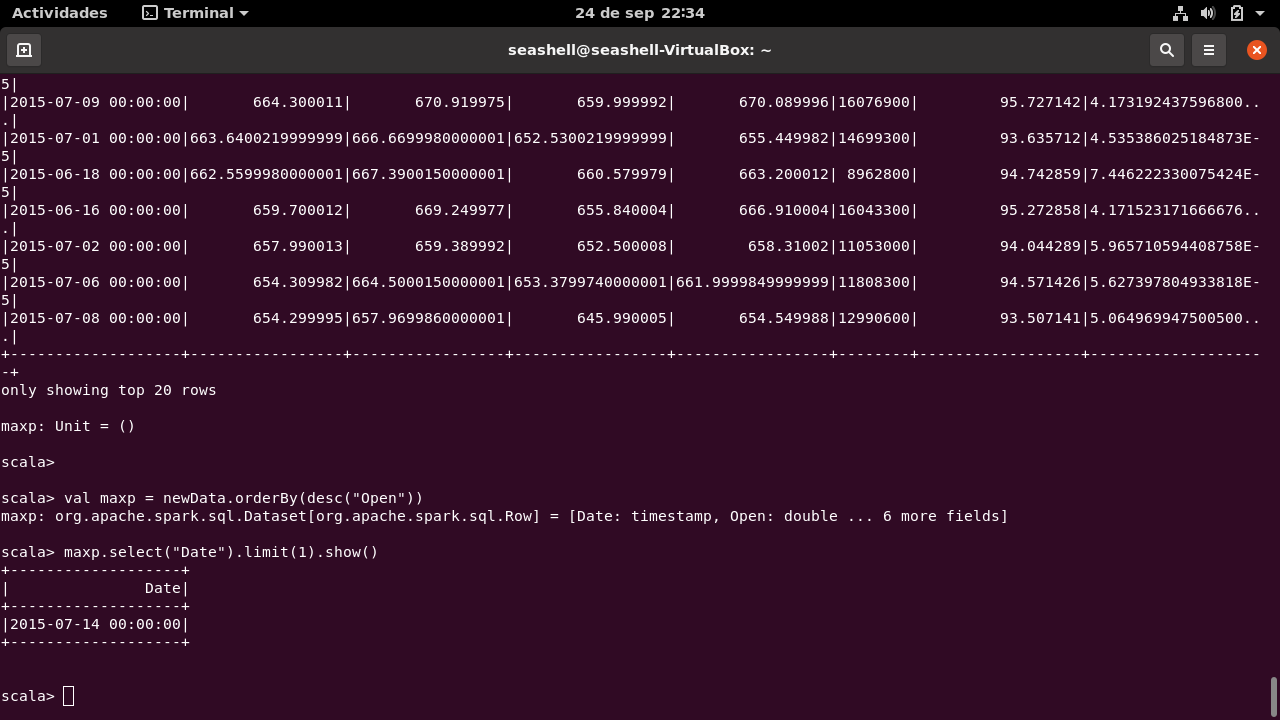 Actividades Terminal 24 de sep 22:34
seashell@seashell-VirtualBox: ~
5|
|2015-07-09 00:00:00|       664.300011|       670.919975|       659.999992|       670.089996|16076900|         95.727142|4.173192437596800..
.|
|2015-07-01 00:00:00|663.6400219999999|666.6699980000001|652.5300219999999|       655.449982|14699300|         93.635712|4.535386025184873E-
5|
|2015-06-18 00:00:00|662.5599980000001|667.3900150000001|       660.579979|       663.200012| 8962800|         94.742859|7.446222330075424E-
5|
|2015-06-16 00:00:00|       659.700012|       669.249977|       655.840004|       666.910004|16043300|         95.272858|4.171523171666676..
.|
|2015-07-02 00:00:00|       657.990013|       659.389992|       652.500008|        658.31002|11053000|         94.044289|5.965710594408758E-
5|
|2015-07-06 00:00:00|       654.309982|664.5000150000001|653.3799740000001|661.9999849999999|11808300|         94.571426|5.627397804933818E-
5|
|2015-07-08 00:00:00|       654.299995|657.9699860000001|       645.990005|       654.549988|12990600|         93.507141|5.064969947500500..
.|
+-------------------+-----------------+-----------------+-----------------+-----------------+--------+------------------+-------------------
-+
only showing top 20 rows
maxp: Unit = ()
scala>
scala> val maxp = newData.orderBy(desc("Open"))
maxp: org.apache.spark.sql.Dataset[org.apache.spark.sql.Row] = [Date: timestamp, Open: double ... 6 more fields]
scala> maxp.select("Date").limit(1).show()
+-------------------+
|               Date|
+-------------------+
|2015-07-14 00:00:00|
+-------------------+
scala>